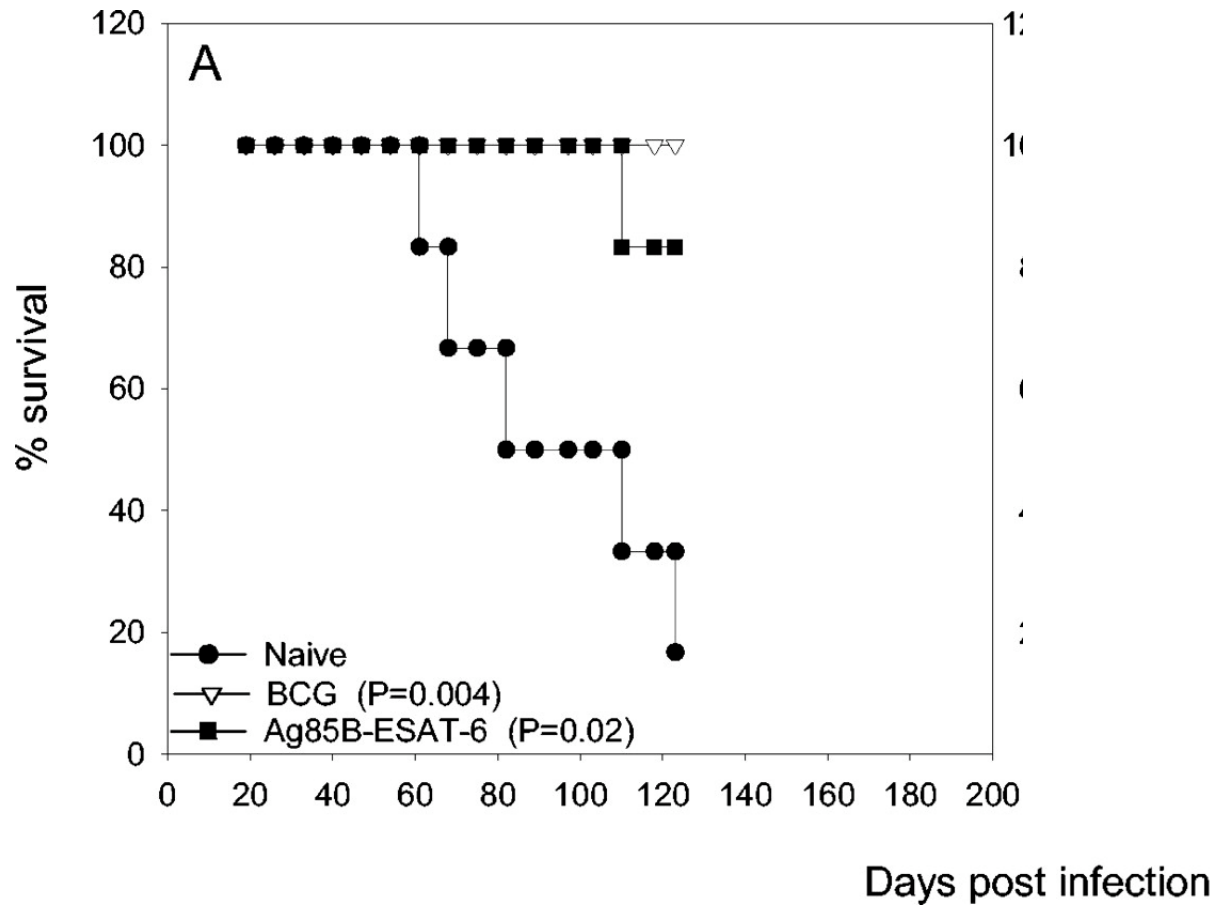 A
120
100
80
60
40
20
0
% survival
Naive
BCG (P=0.004)
Ag85B-ESAT-6 (P=0.02)
0 20 40 60 80 100 120 140 160 180 200
Days post infection